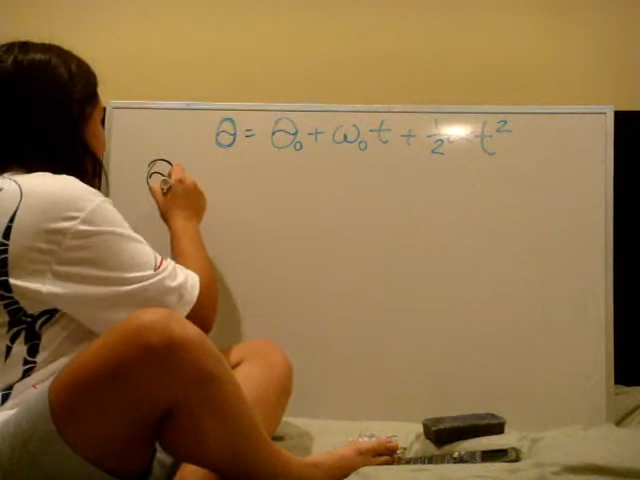 θ = θ₀ + ω₀t + ½ t²